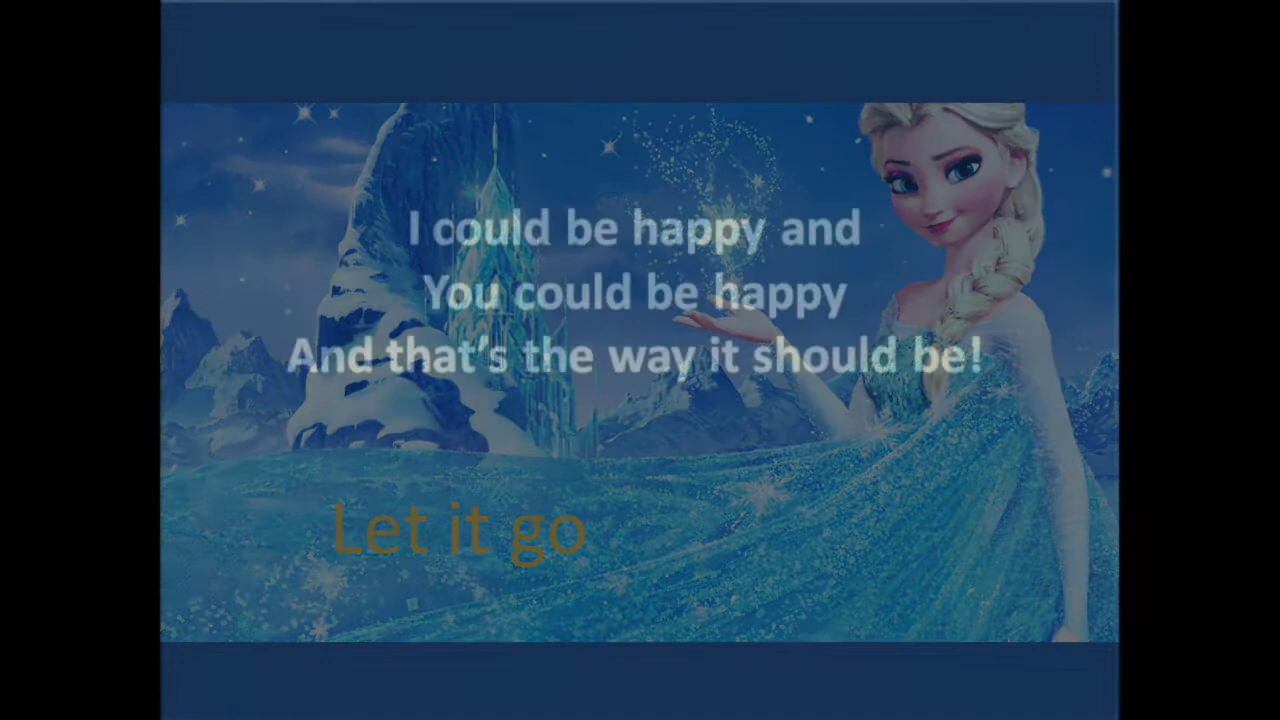 I could be happy and
You could be happy
And that's the way it should be!
Let it go